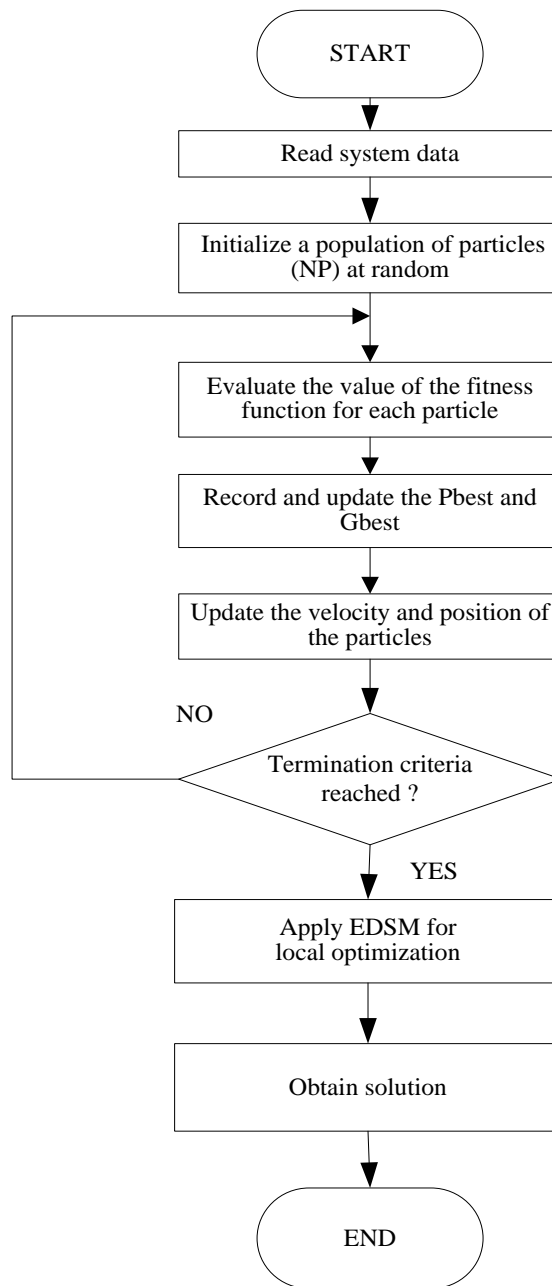 START
Read system data
Initialize a population of particles
(NP) at random
Evaluate the value of the fitness
function for each particle
Record and update the Pbest and
Gbest
Update the velocity and position of
the particles
NO
Termination criteria
reached ?
YES
Apply EDSM for
local optimization
Obtain solution
END